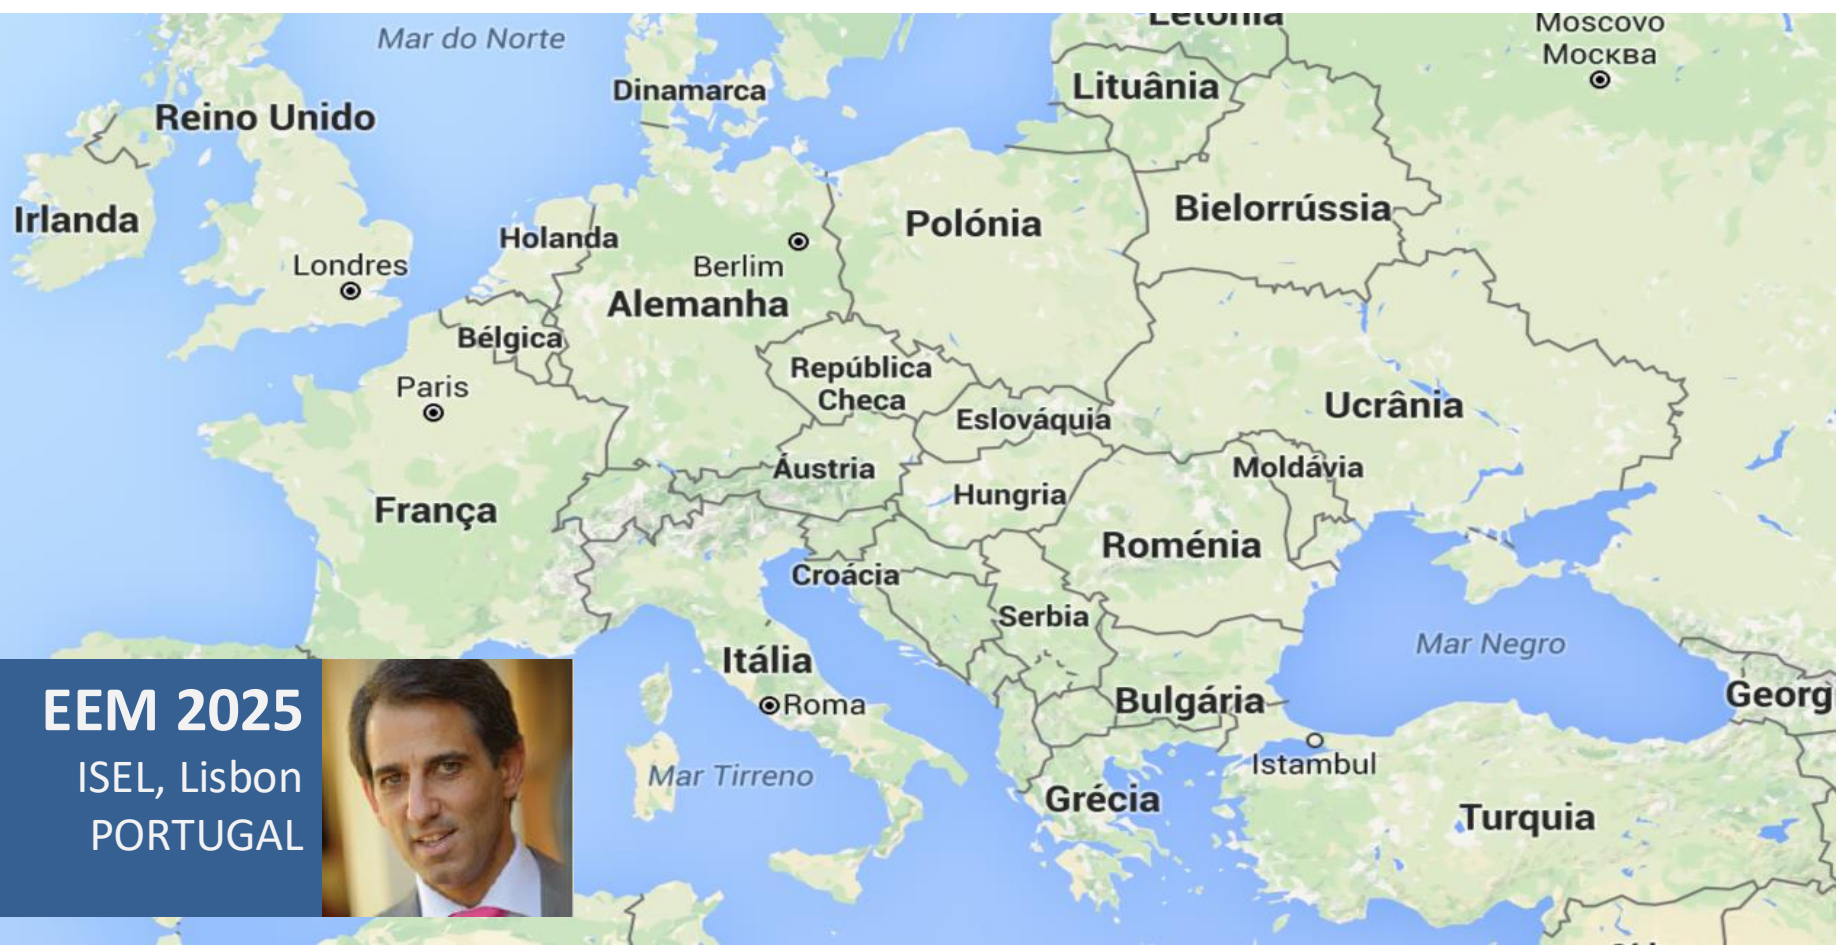 Letónia
Moscovo
Москва
Mar do Norte
Dinamarca
Lituânia
Reino Unido
Irlanda
Holanda
Polónia
Bielorrússia
Londres
Berlim
Alemanha
Bélgica
República
Checa
Paris
Eslováquia
Ucrânia
Áustria
Moldávia
França
Hungria
Roménia
Croácia
Serbia
Mar Negro
Itália
Roma
Bulgária
Georg
Istambul
Mar Tirreno
Grécia
Turquia
EEM 2025
ISEL, Lisbon
PORTUGAL